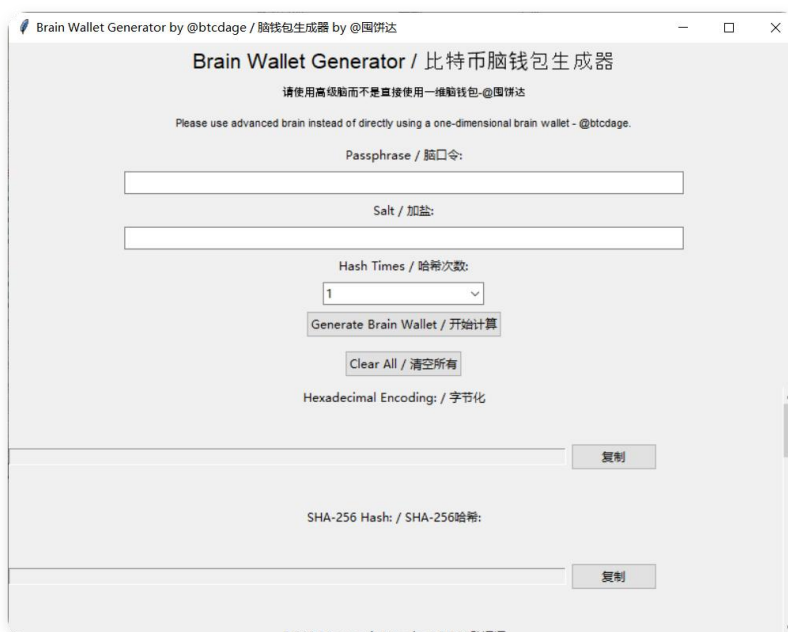 Brain Wallet Generator by @btcdage / 脑钱包生成器 by @囤饼达
Brain Wallet Generator / 比特币脑钱包生成器
请使用高级脑而不是直接使用一维脑钱包-@囤饼达
Please use advanced brain instead of directly using a one-dimensional brain wallet - @btcdage.
Passphrase / 脑口令:
Salt / 加盐:
Hash Times / 哈希次数:
1
Generate Brain Wallet / 开始计算
Clear All / 清空所有
Hexadecimal Encoding: / 字节化
复制
SHA-256 Hash: / SHA-256哈希:
复制